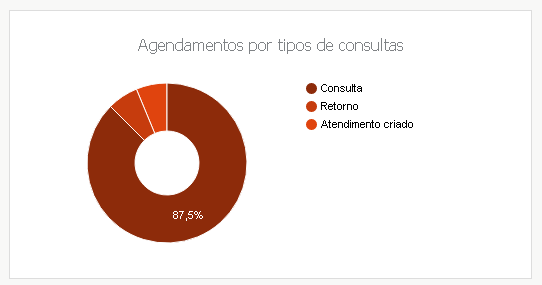 Agendamentos por tipos de consultas
Consulta
Retorno
Atendimento criado
87,5%